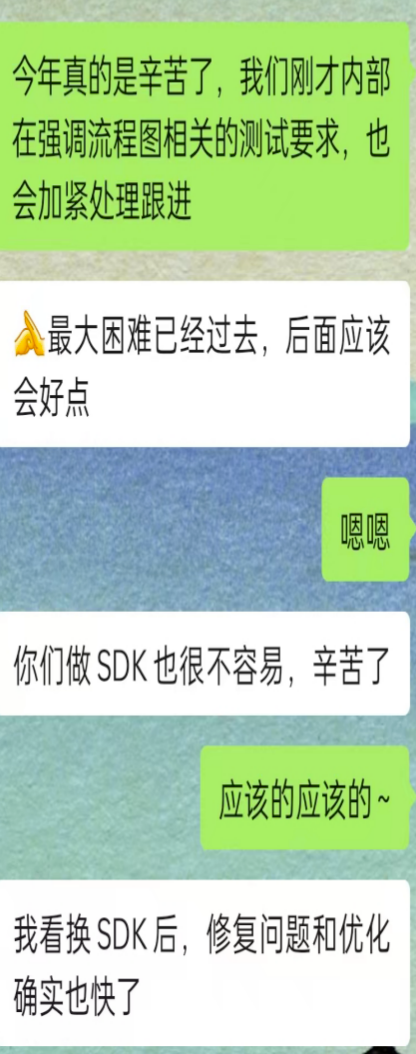 今年真的是辛苦了，我们刚才内部
在强调流程图相关的测试要求，也
会加紧处理跟进
🙏最大困难已经过去，后面应该
会好点
嗯嗯
你们做 SDK 也很不容易，辛苦了
应该的应该的~
我看换 SDK 后，修复问题和优化
确实也快了